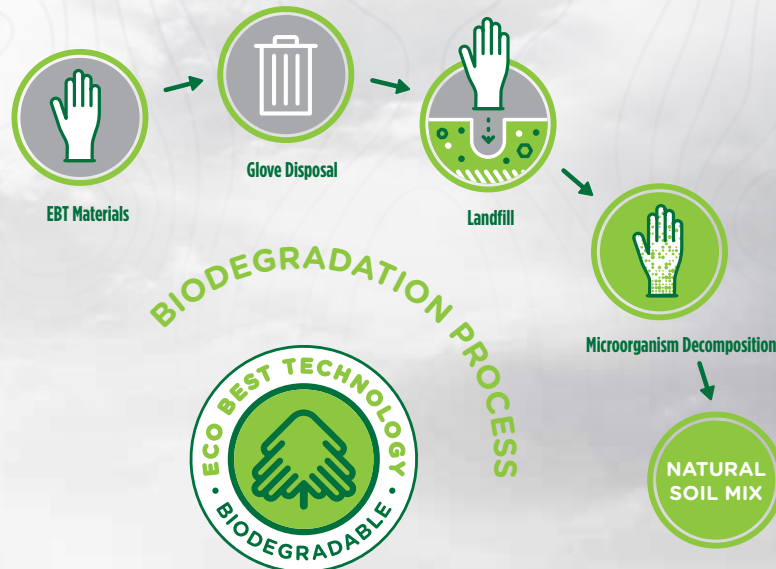 EBT Materials
Glove Disposal
Landfill
Microorganism Decomposition
NATURAL
SOIL MIX
BIODEGRADATION PROCESS
ECO BEST TECHNOLOGY
• BIODEGRADABLE •